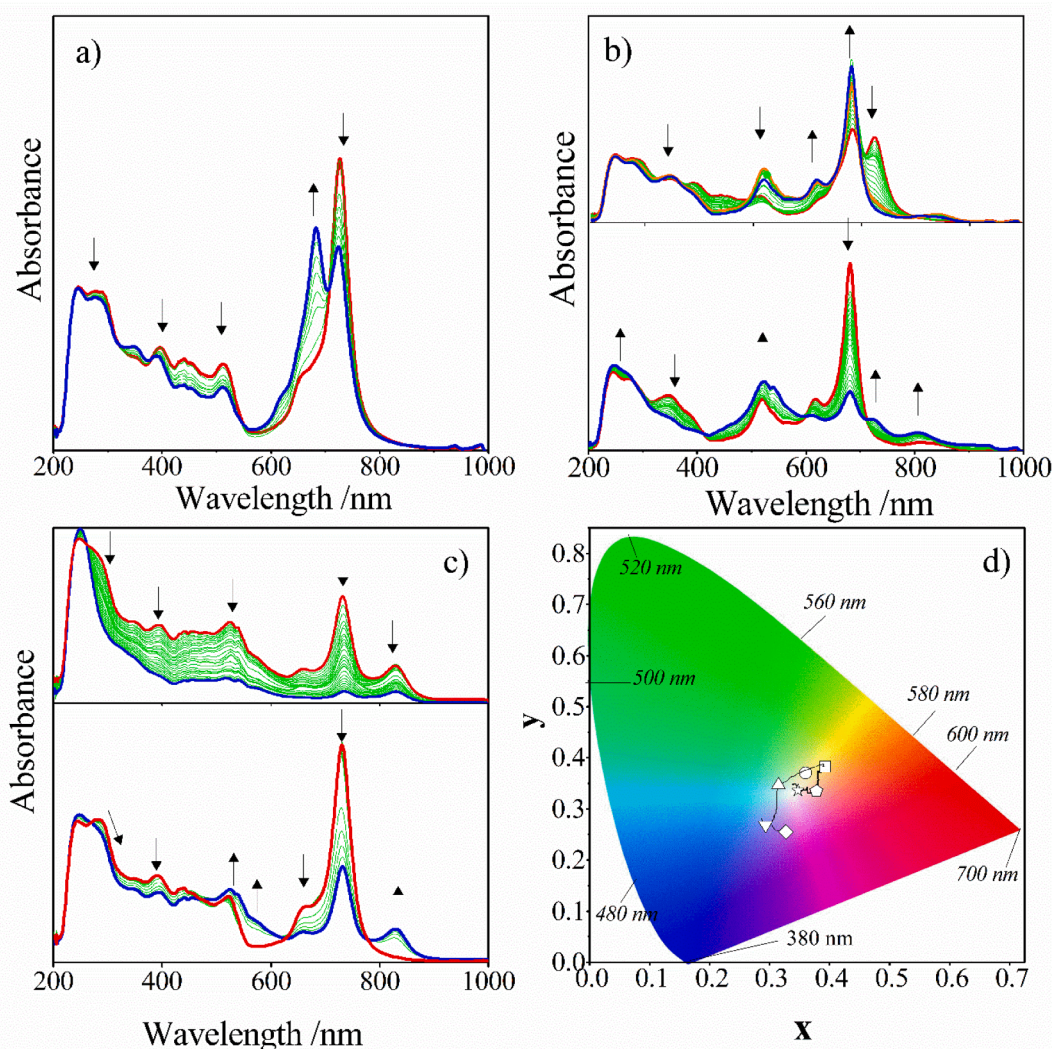 a)
Absorbance
200 400 600 800 1000
Wavelength /nm
b)
Absorbance
200 400 600 800 1000
Wavelength /nm
c)
Absorbance
Absorbance
200 400 600 800 1000
Wavelength /nm
d)
y
0.8
0.7
0.6
0.5
0.4
0.3
0.2
0.1
0.0
520 nm
560 nm
500 nm
580 nm
600 nm
700 nm
480 nm
380 nm
0.0 0.1 0.2 0.3 0.4 0.5 0.6 0.7
x